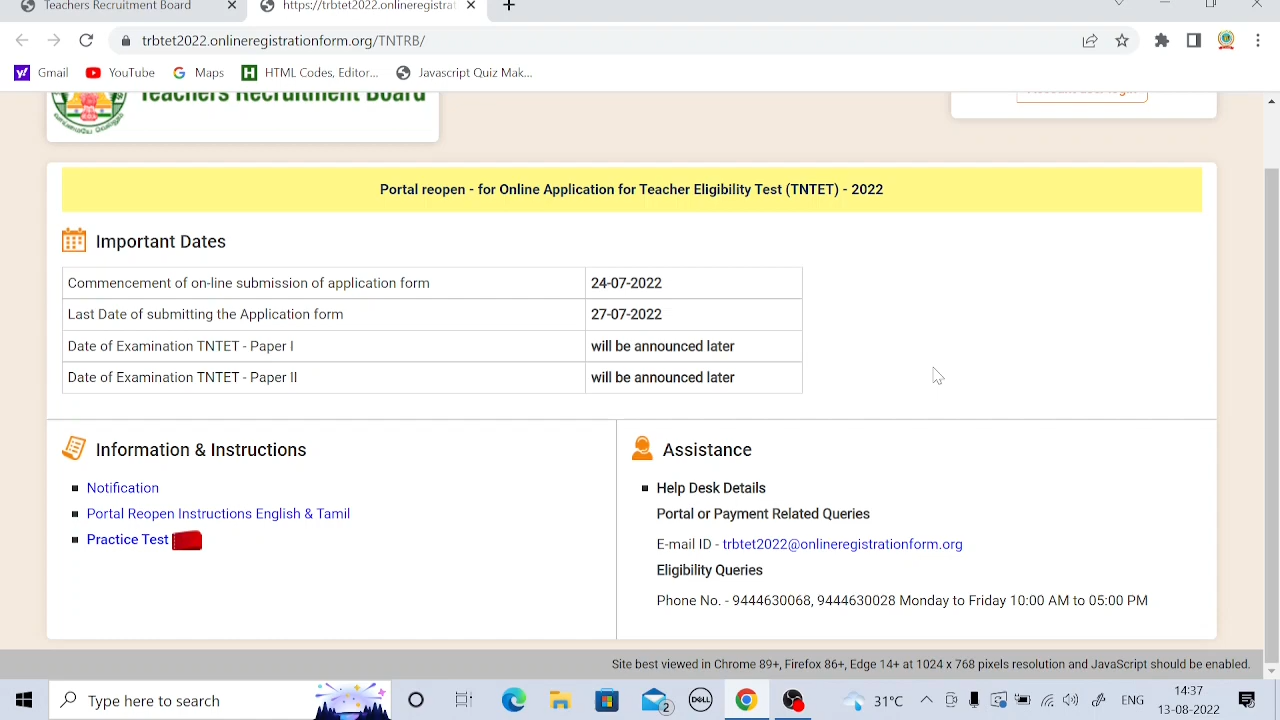 Teachers Recruitment Board
https://trbtet2022.onlineregistrat
trbtet2022.onlineregistrationform.org/TNTRB/
Gmail
YouTube
Maps
HTML Codes, Editor...
Javascript Quiz Mak...
Teachers Recruitment Board
Account user login
Portal reopen - for Online Application for Teacher Eligibility Test (TNTET) - 2022
Important Dates
Commencement of on-line submission of application form 24-07-2022
Last Date of submitting the Application form 27-07-2022
Date of Examination TNTET - Paper I will be announced later
Date of Examination TNTET - Paper II will be announced later
Information & Instructions
Notification
Portal Reopen Instructions English & Tamil
Practice Test
Assistance
Help Desk Details
Portal or Payment Related Queries
E-mail ID - trbtet2022@onlineregistrationform.org
Eligibility Queries
Phone No. - 9444630068, 9444630028 Monday to Friday 10:00 AM to 05:00 PM
Site best viewed in Chrome 89+, Firefox 86+, Edge 14+ at 1024 x 768 pixels resolution and JavaScript should be enabled.
Type here to search
2
DELL
31°C
ENG
14:37
13-08-2022